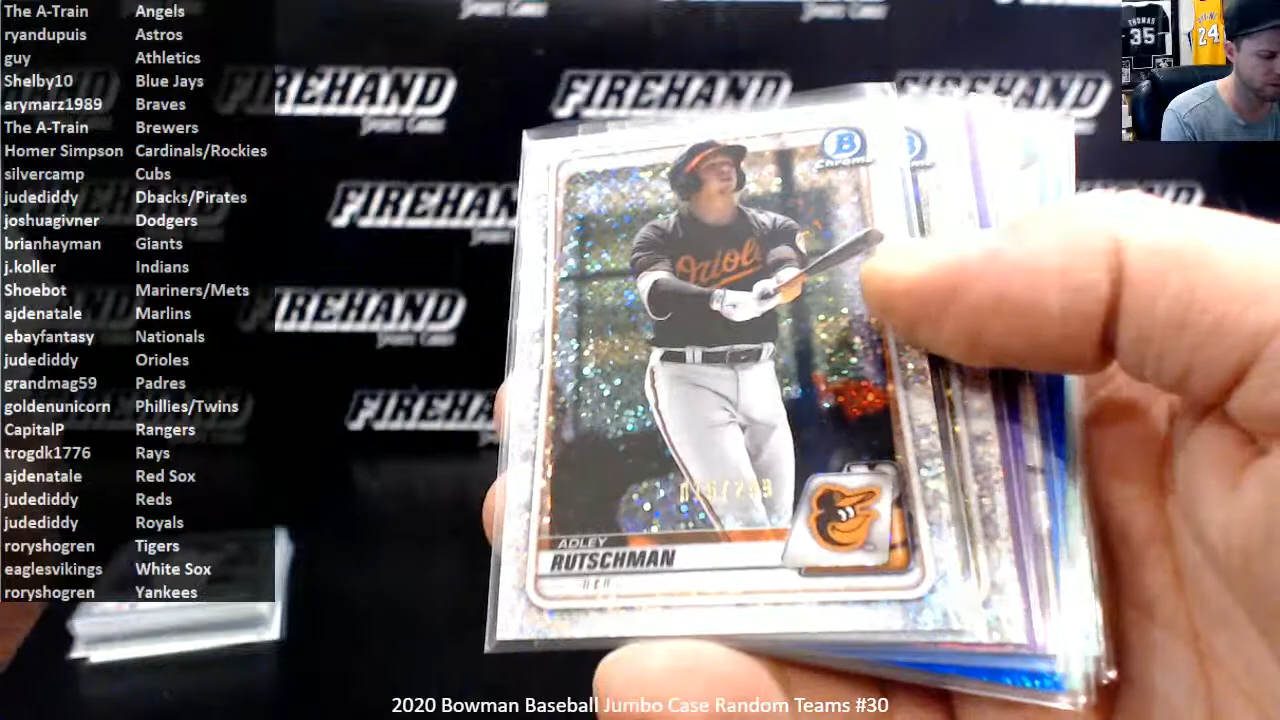 The A-Train Angels
ryandupuis Astros
guy Athletics
Shelby10 Blue Jays
arymarz1989 Braves
The A-Train Brewers
Homer Simpson Cardinals/Rockies
silvercamp Cubs
judediddy Dbacks/Pirates
joshuagivner Dodgers
brianhayman Giants
j.koller Indians
Shoebot Mariners/Mets
ajdenatale Marlins
ebayfantasy Nationals
judediddy Orioles
grandmag59 Padres
goldenunicorn Phillies/Twins
CapitalP Rangers
trogdk1776 Rays
ajdenatale Red Sox
judediddy Reds
judediddy Royals
roryshogren Tigers
eaglesvikings White Sox
roryshogren Yankees
FIREHAND
FIREHAND
FIREHAND
FIREHAND
FIREHAND
THOMAS
35
24
B
Chrome
Orioles
ADLEY
RUTSCHMAN
2020 Bowman Baseball Jumbo Case Random Teams #30